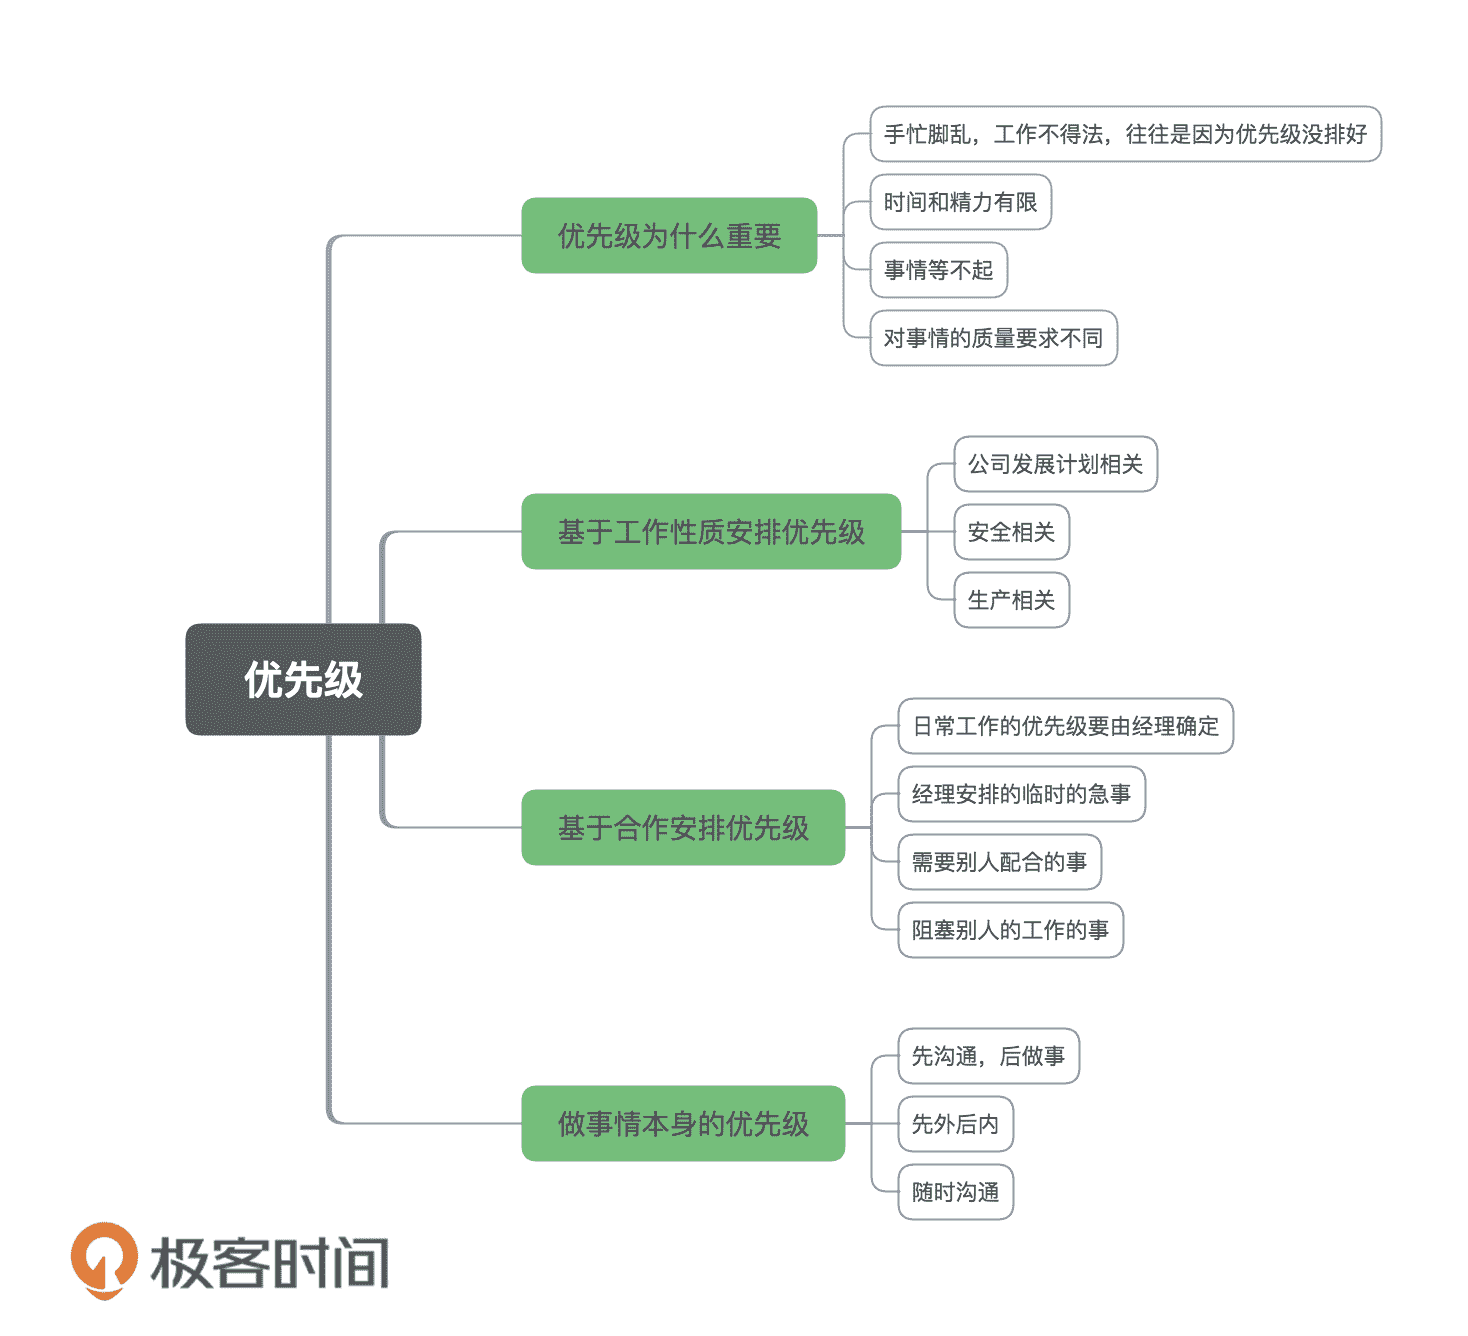 优先级
优先级为什么重要
手忙脚乱，工作不得法，往往是因为优先级没排好
时间和精力有限
事情等不起
对事情的质量要求不同
基于工作性质安排优先级
公司发展计划相关
安全相关
生产相关
基于合作安排优先级
日常工作的优先级要由经理确定
经理安排的临时的急事
需要别人配合的事
阻塞别人的工作的事
做事情本身的优先级
先沟通，后做事
先外后内
随时沟通
极客时间